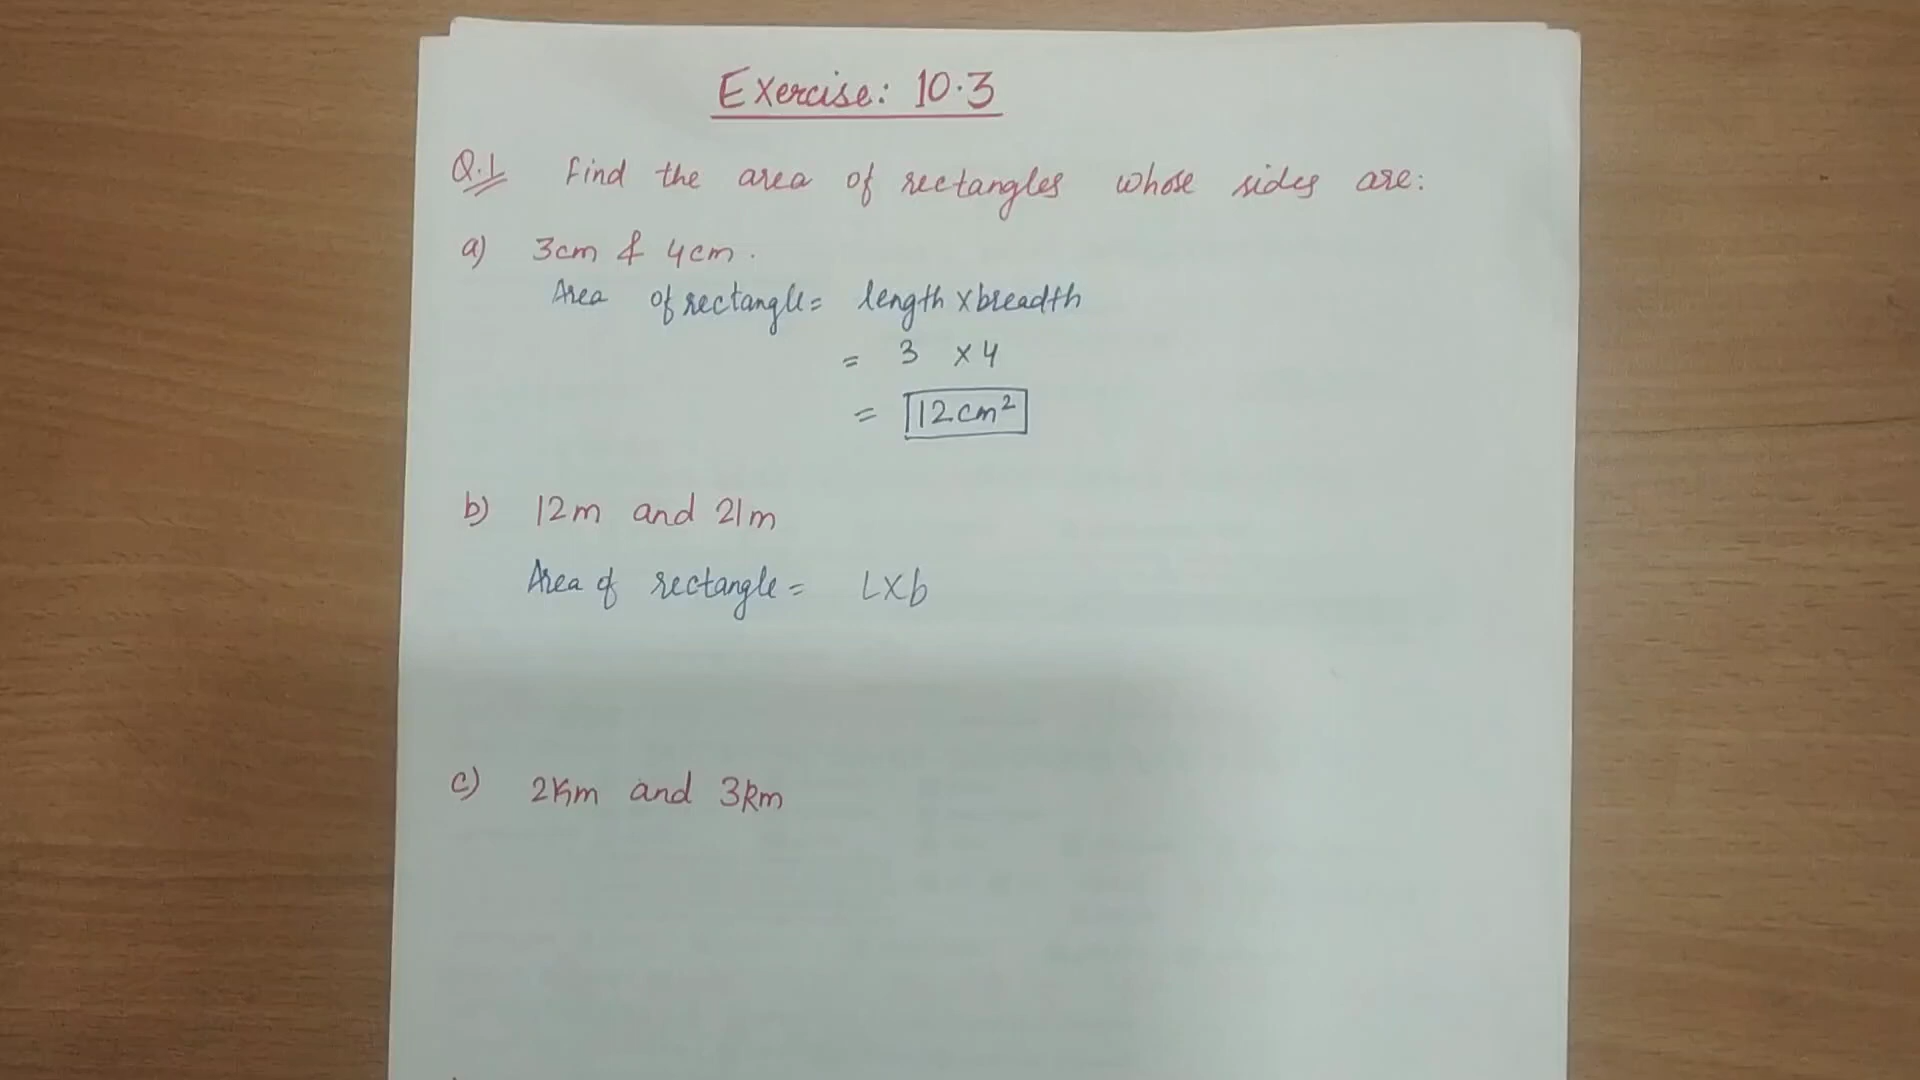 Exercise: 10.3
Q.1 Find the area of rectangles whose sides are:
a) 3cm & 4cm.
Area of rectangle = length x breadth
= 3 x 4
= 12cm²
b) 12m and 21m
Area of rectangle = L x b
c) 2Km and 3km